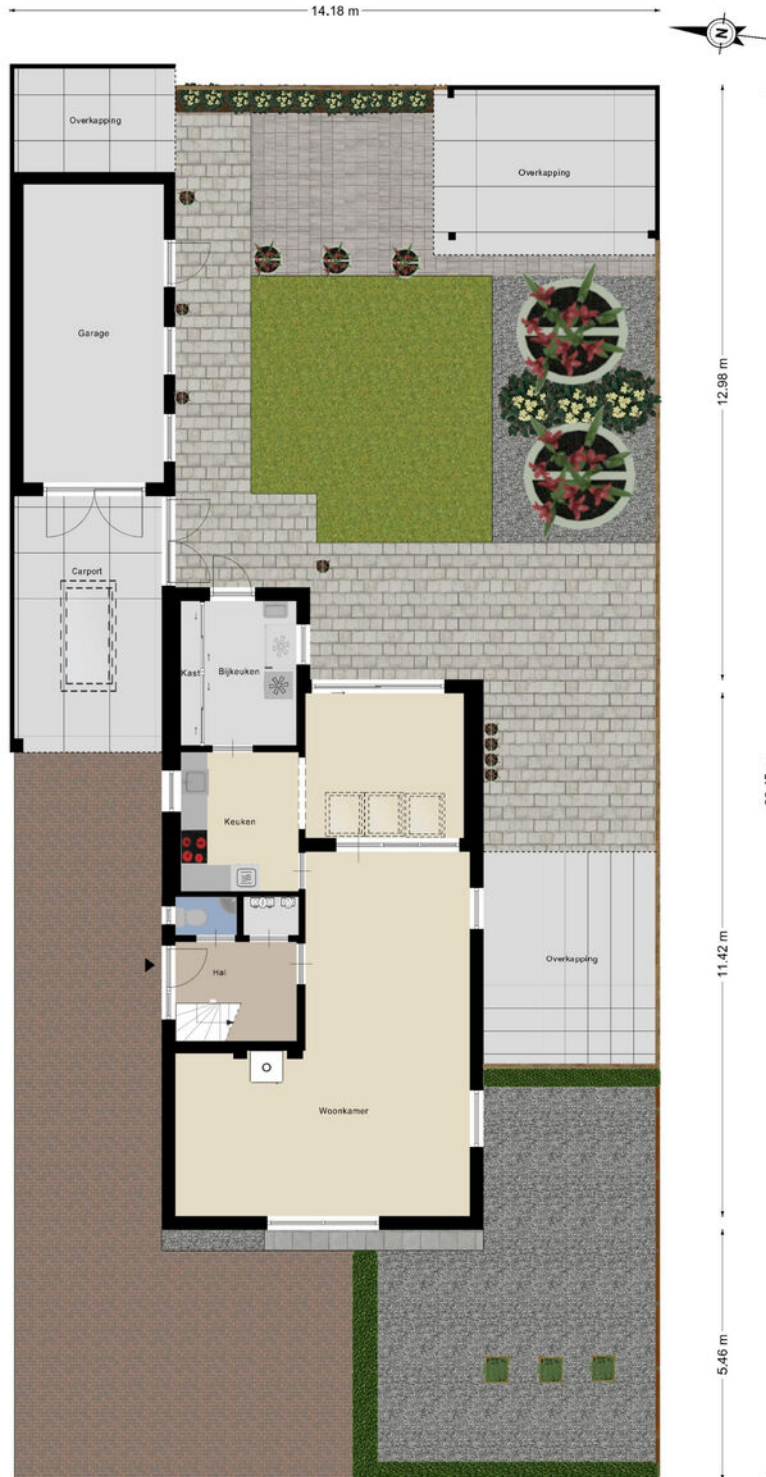 14.18 m
N
Overkapping
Overkapping
Garage
12.98 m
Carport
Kast
Bijkeuken
Keuken
Hal
Overkapping
11.42 m
Woonkamer
5.46 m